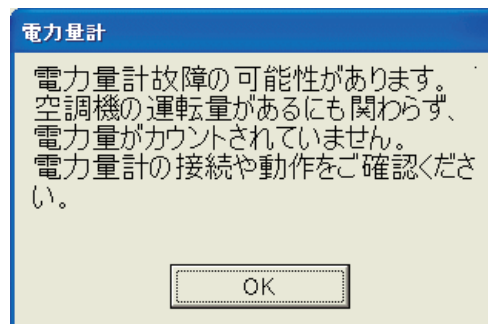 電力量計
電力量計故障の可能性があります。
空調機の運転量があるにも関わらず、
電力量がカウントされていません。
電力量計の接続や動作をご確認くださ
い。
OK